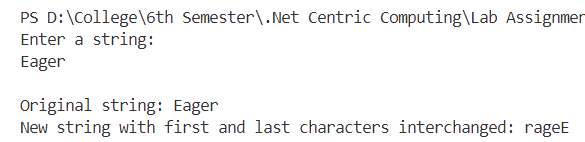 PS D:\College\6th Semester\.Net Centric Computing\Lab
Enter a string:
Eager
Original string: Eager
New string with first and last characters interchanged: rageE